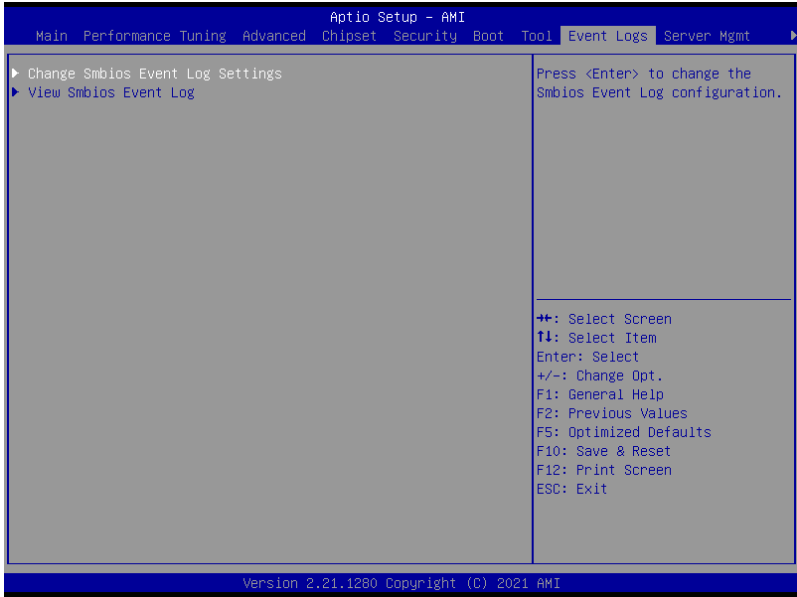 Aptio Setup - AMI
Main Performance Tuning Advanced Chipset Security Boot Tool Event Logs Server Mgmt
Change Smbios Event Log Settings
View Smbios Event Log
Press <Enter> to change the
Smbios Event Log configuration.
→←: Select Screen
↑↓: Select Item
Enter: Select
+/-: Change Opt.
F1: General Help
F2: Previous Values
F5: Optimized Defaults
F10: Save & Reset
F12: Print Screen
ESC: Exit
Version 2.21.1280 Copyright (C) 2021 AMI